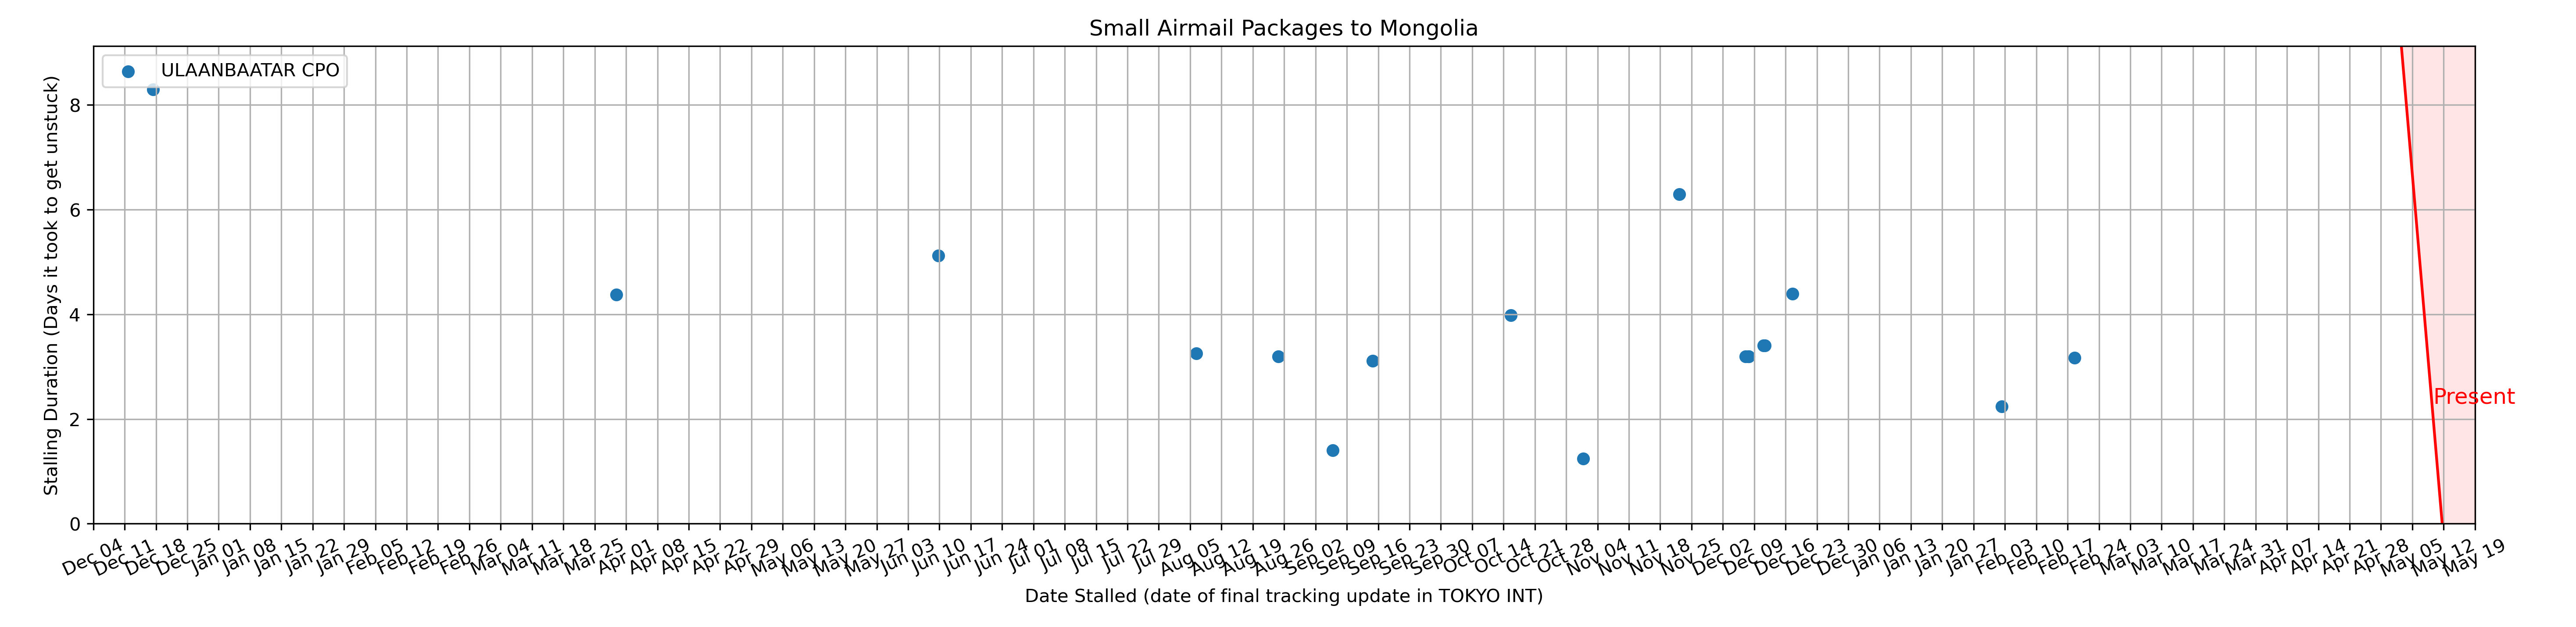 Small Airmail Packages to Mongolia
ULAANBAATAR CPO
Stalling Duration (Days it took to get unstuck)
8
6
4
2
0
Present
Dec 04
Dec 11
Dec 18
Dec 25
Jan 01
Jan 08
Jan 15
Jan 22
Jan 29
Feb 05
Feb 12
Feb 19
Feb 26
Mar 04
Mar 11
Mar 18
Mar 25
Apr 01
Apr 08
Apr 15
Apr 22
Apr 29
May 06
May 13
May 20
May 27
Jun 03
Jun 10
Jun 17
Jun 24
Jul 01
Jul 08
Jul 15
Jul 22
Jul 29
Aug 05
Aug 12
Aug 19
Aug 26
Sep 02
Sep 09
Sep 16
Sep 23
Sep 30
Oct 07
Oct 14
Oct 21
Oct 28
Nov 04
Nov 11
Nov 18
Nov 25
Dec 02
Dec 09
Dec 16
Dec 23
Dec 30
Jan 06
Jan 13
Jan 20
Jan 27
Feb 03
Feb 10
Feb 17
Feb 24
Mar 03
Mar 10
Mar 17
Mar 24
Mar 31
Apr 07
Apr 14
Apr 21
Apr 28
May 05
May 12
May 19
Date Stalled (date of final tracking update in TOKYO INT)